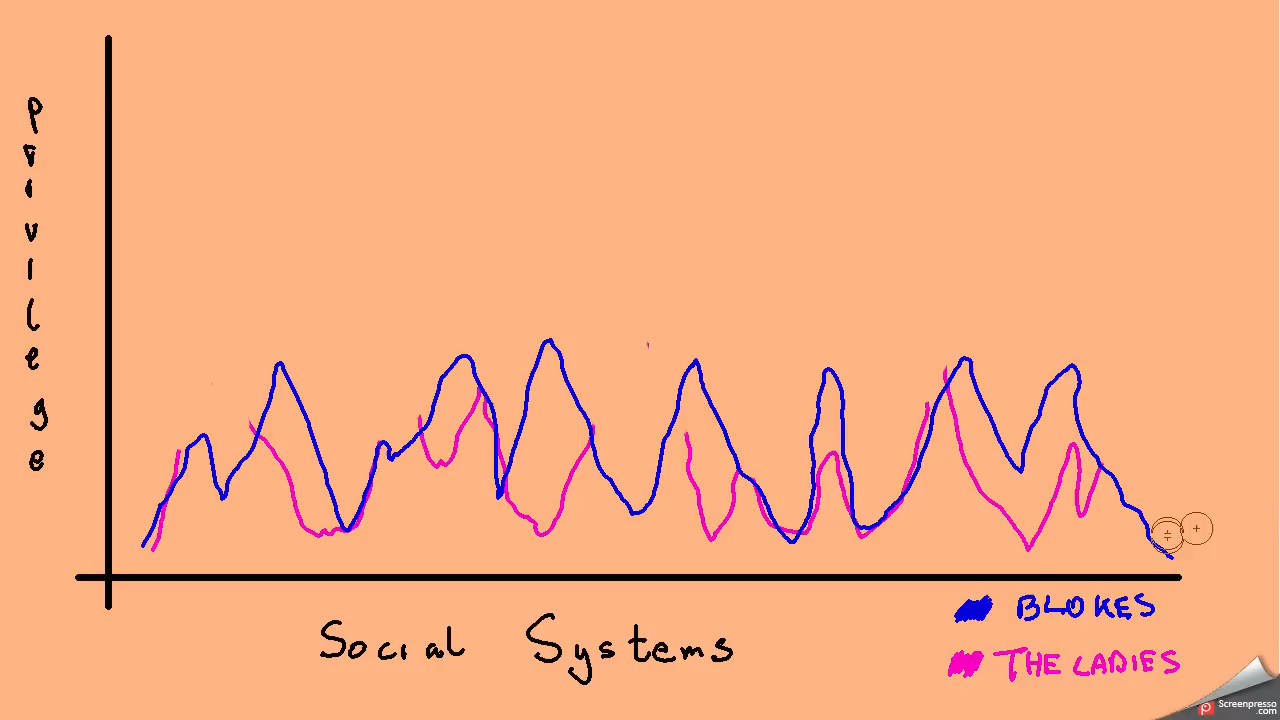 Privilege
Social Systems
BLOKES
THE LADIES
Screenpresso
.com